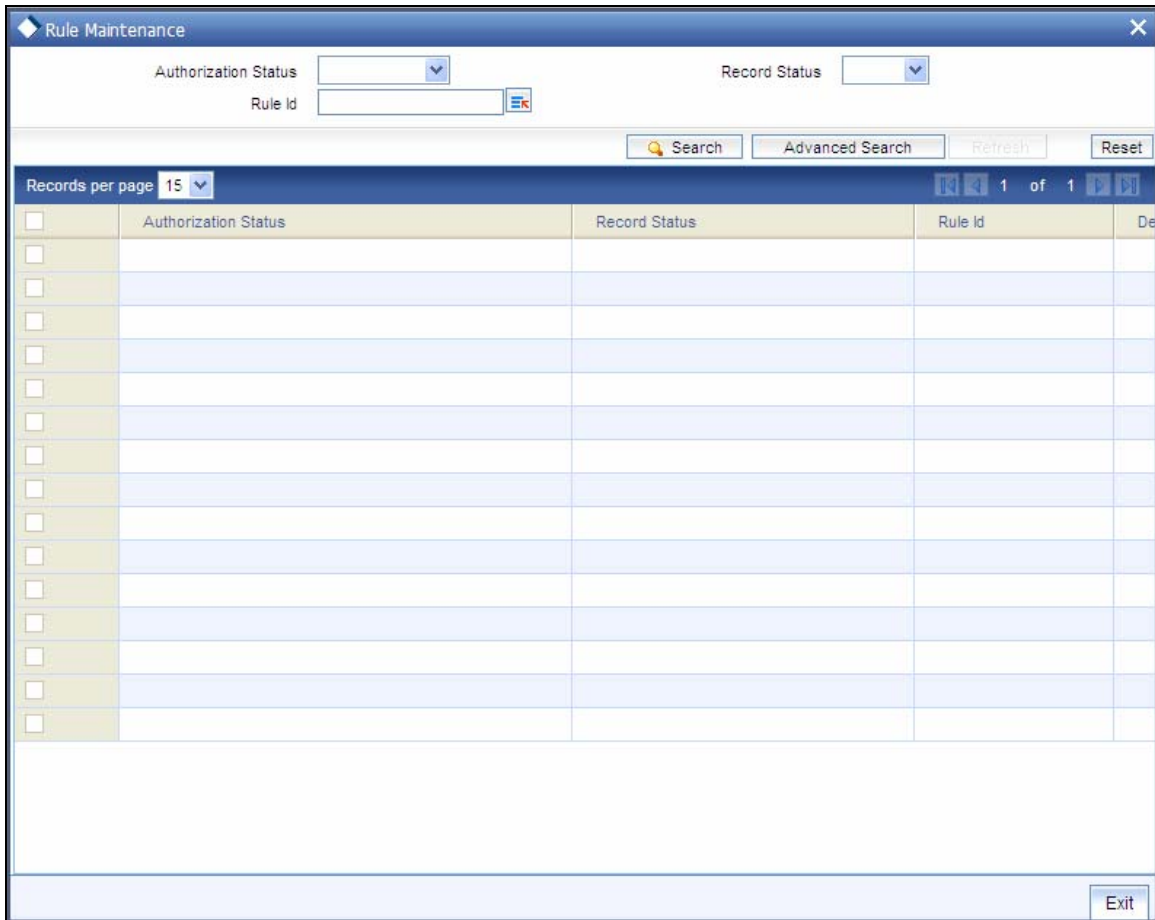 Rule Maintenance
Authorization Status
Record Status
Rule Id
Search
Advanced Search
Refresh
Reset
Records per page 15
1 of 1
Authorization Status
Record Status
Rule Id
De
Exit